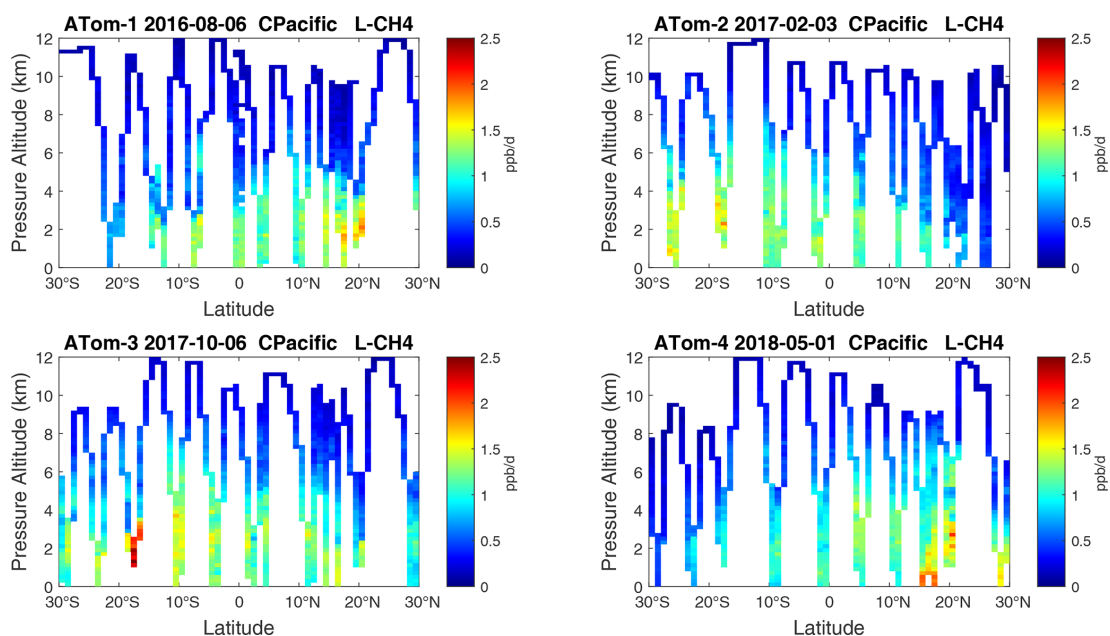 ATom-1 2016-08-06 CPacific L-CH4
Pressure Altitude (km)
12
10
8
6
4
2
0
30°S 20°S 10°S 0 10°N 20°N 30°N
Latitude
2.5
2
1.5
1
0.5
0
ppb/d
ATom-2 2017-02-03 CPacific L-CH4
Pressure Altitude (km)
12
10
8
6
4
2
0
30°S 20°S 10°S 0 10°N 20°N 30°N
Latitude
2.5
2
1.5
1
0.5
0
ppb/d
ATom-3 2017-10-06 CPacific L-CH4
Pressure Altitude (km)
12
10
8
6
4
2
0
30°S 20°S 10°S 0 10°N 20°N 30°N
Latitude
2.5
2
1.5
1
0.5
0
ppb/d
ATom-4 2018-05-01 CPacific L-CH4
Pressure Altitude (km)
12
10
8
6
4
2
0
30°S 20°S 10°S 0 10°N 20°N 30°N
Latitude
2.5
2
1.5
1
0.5
0
ppb/d